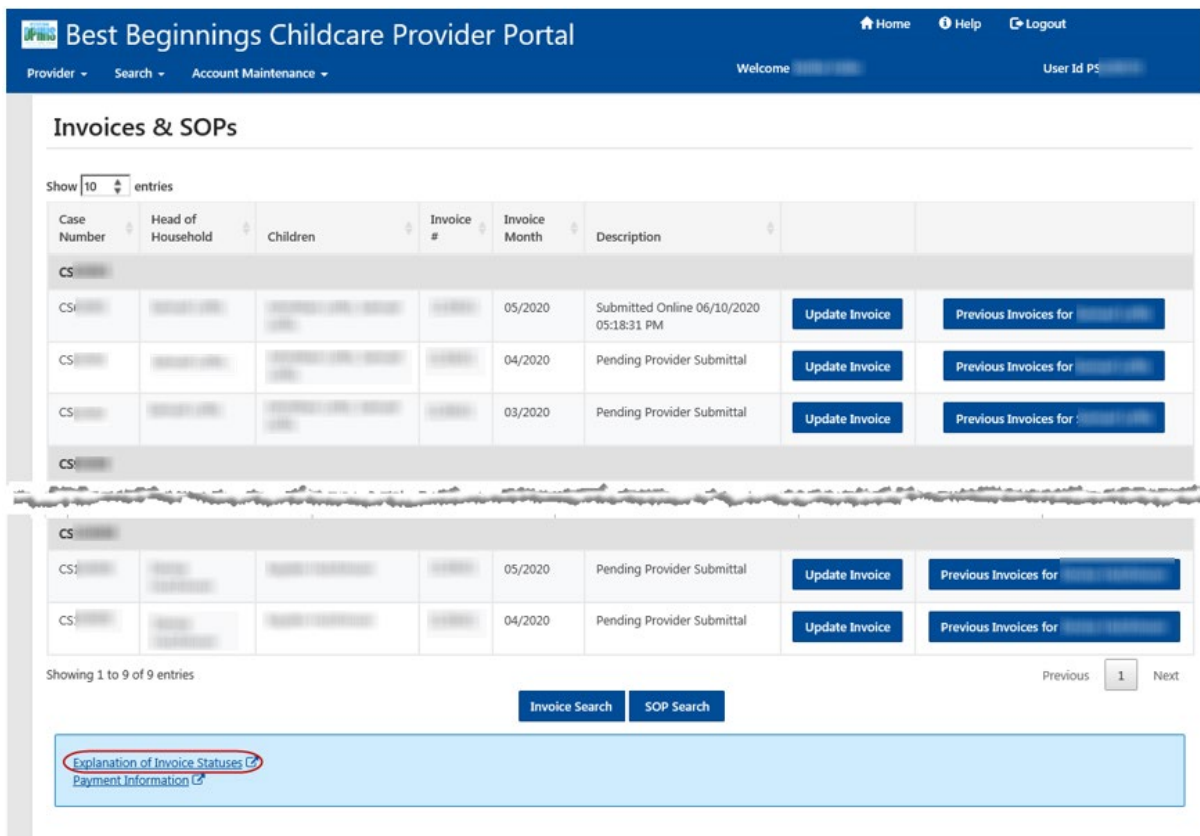 DPHHS Best Beginnings Childcare Provider Portal
Home Help Logout
Provider Search Account Maintenance Welcome User Id PS
Invoices & SOPs
Show 10 entries
Case Number Head of Household Children Invoice # Invoice Month Description
CS
CS 05/2020 Submitted Online 06/10/2020 05:18:31 PM Update Invoice Previous Invoices for
CS 04/2020 Pending Provider Submittal Update Invoice Previous Invoices for
CS 03/2020 Pending Provider Submittal Update Invoice Previous Invoices for
CS
CS
CS 05/2020 Pending Provider Submittal Update Invoice Previous Invoices for
CS 04/2020 Pending Provider Submittal Update Invoice Previous Invoices for
Showing 1 to 9 of 9 entries
Previous 1 Next
Invoice Search SOP Search
Explanation of Invoice Statuses
Payment Information